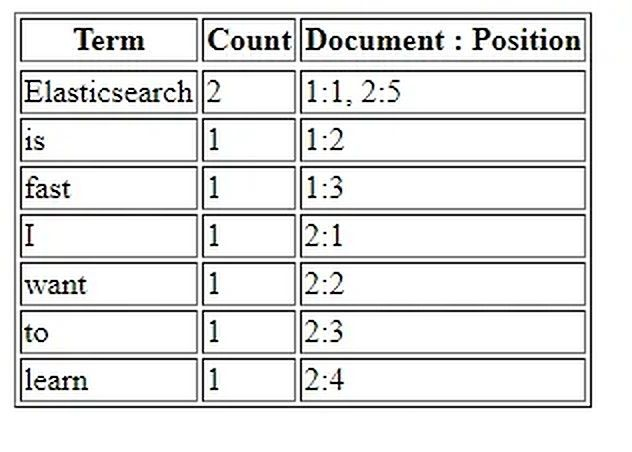 Term Count Document : Position
Elasticsearch 2 1:1, 2:5
is 1 1:2
fast 1 1:3
I 1 2:1
want 1 2:2
to 1 2:3
learn 1 2:4